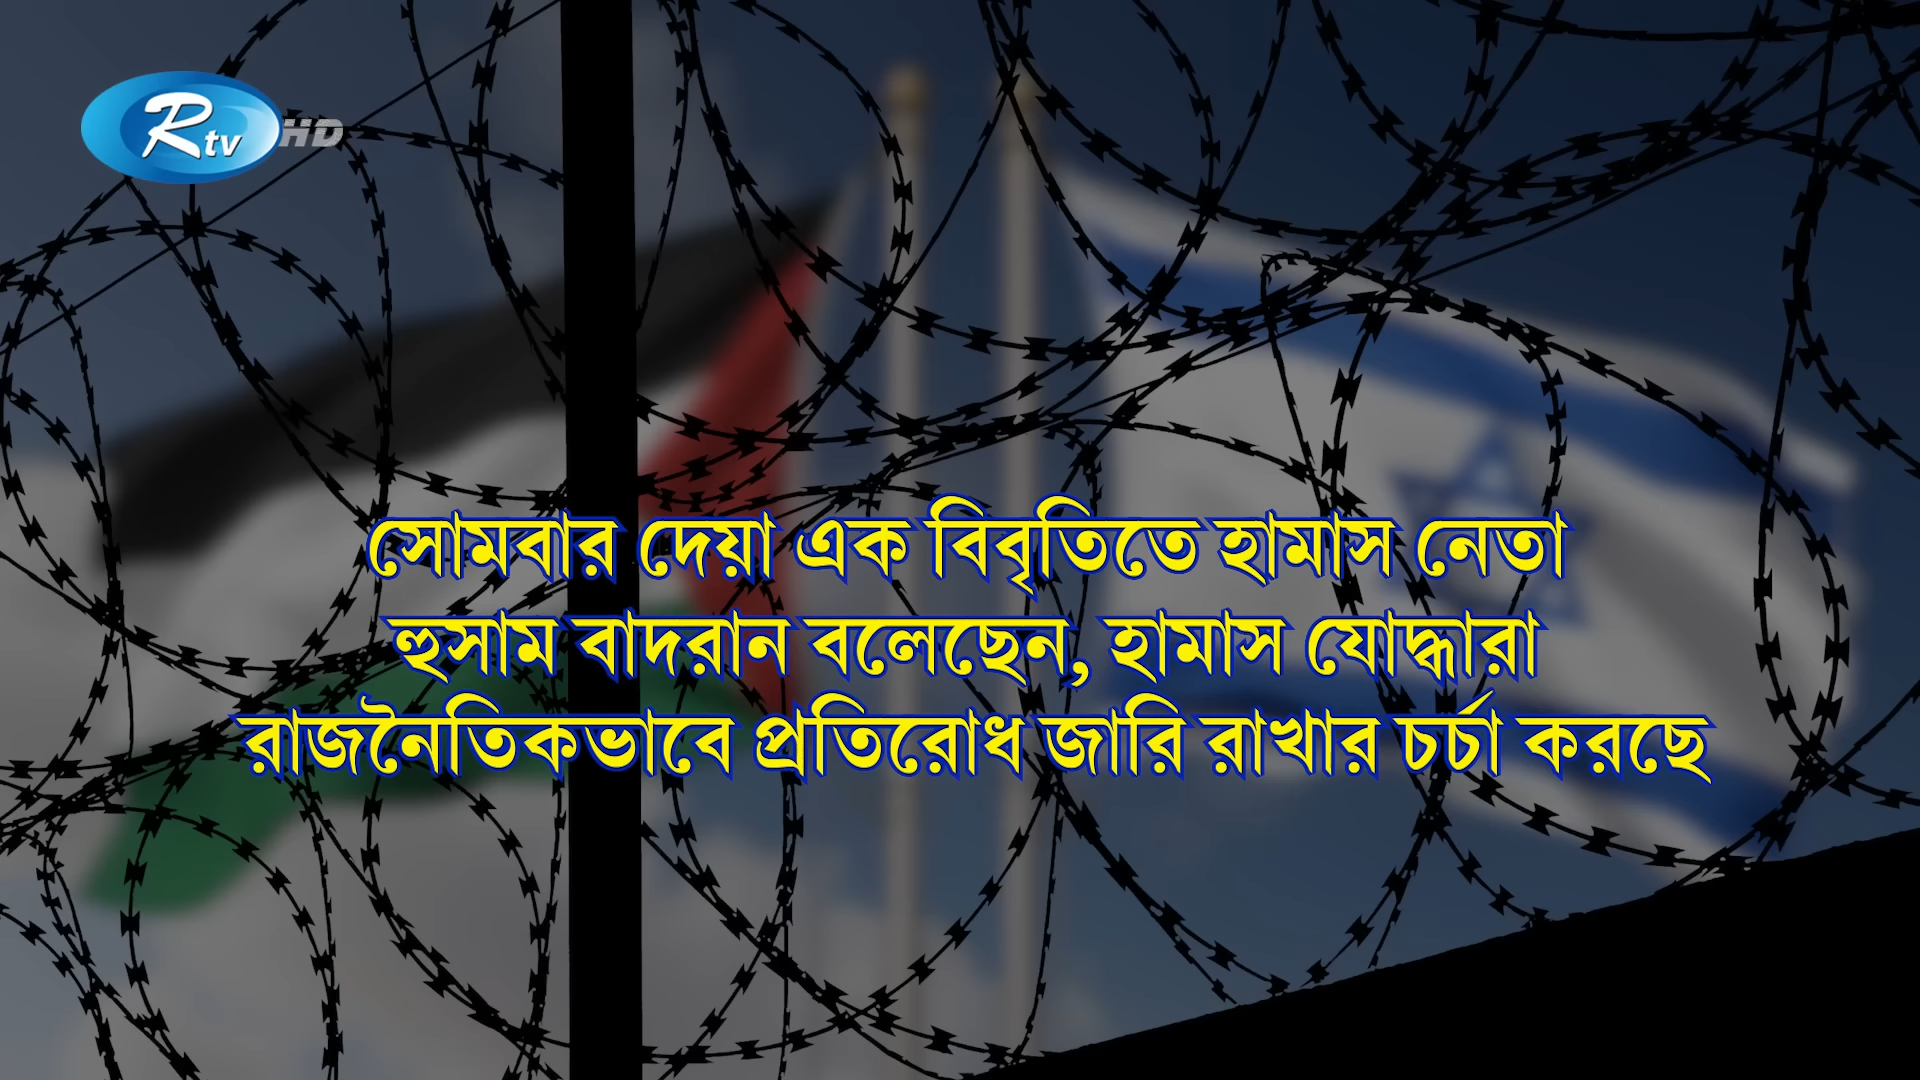 Rtv HD
সোমবার দেয়া এক বিবৃতিতে হামাস নেতা
হুসাম বাদরান বলেছেন, হামাস যোদ্ধারা
রাজনৈতিকভাবে প্রতিরোধ জারি রাখার চর্চা করছে